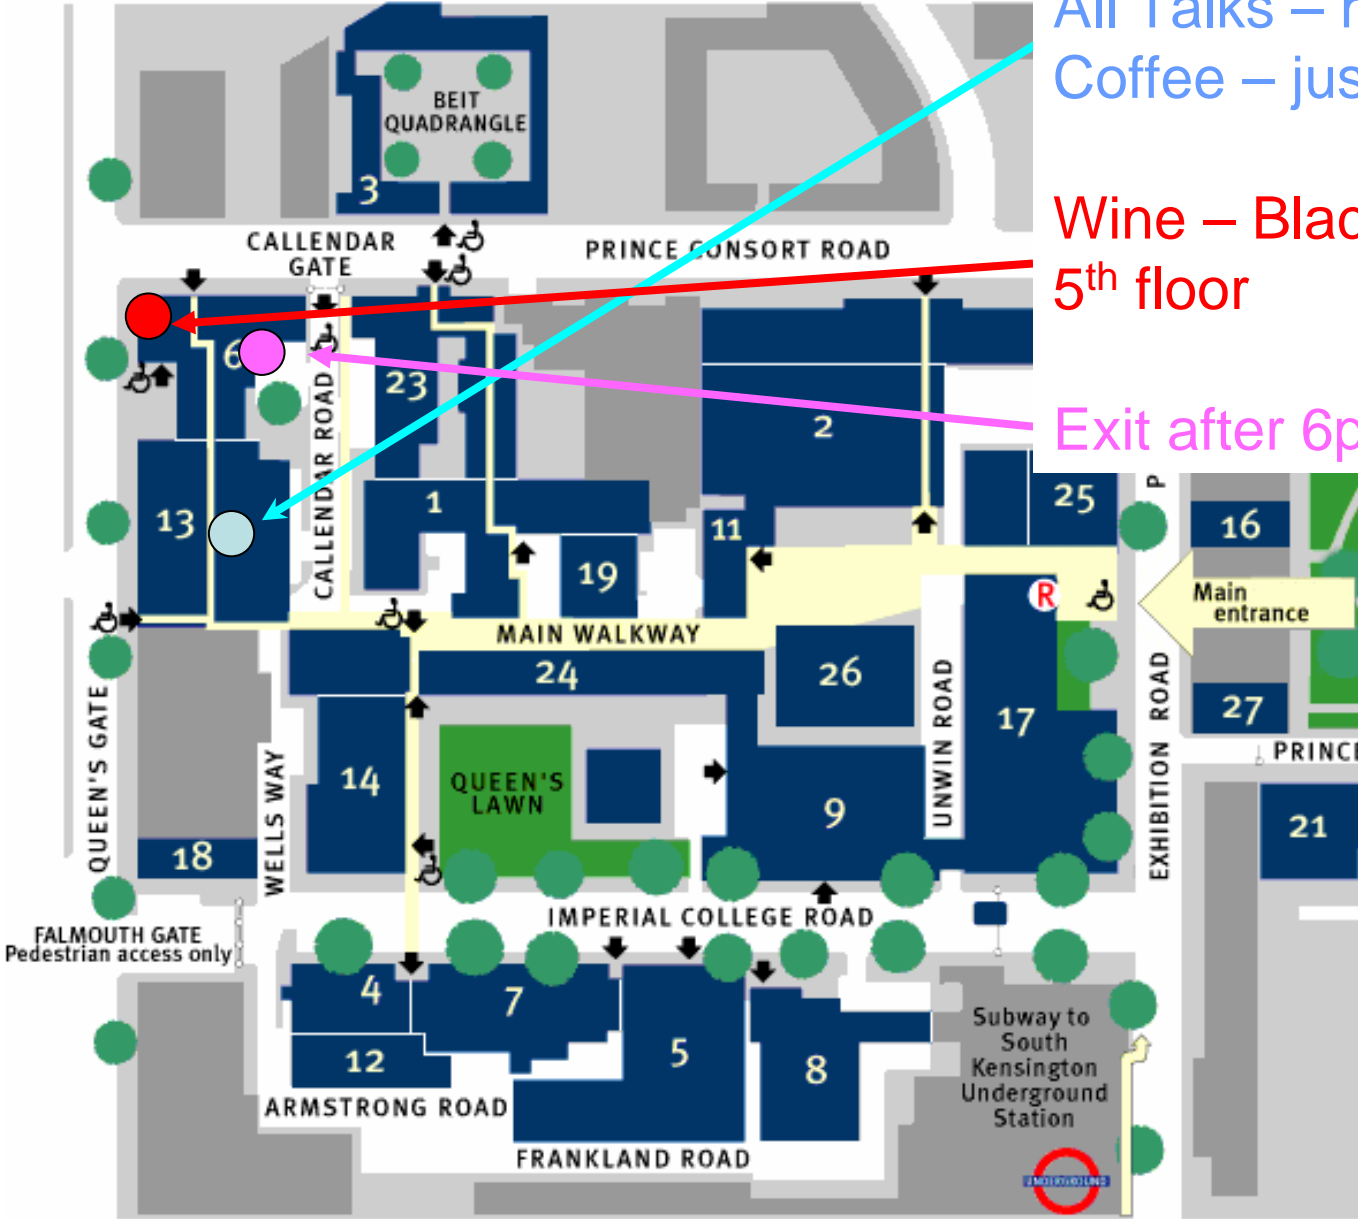 All Talks –
Coffee – jus
Wine – Blac
5th floor
Exit after 6p
BEIT
QUADRANGLE
3
CALLENDAR
GATE
PRINCE CONSORT ROAD
6
23
2
CALLENDAR ROAD
13
1
11
25
16
19
R
Main
entrance
MAIN WALKWAY
24
26
27
17
QUEEN'S GATE
WELLS WAY
14
QUEEN'S
LAWN
9
UNWIN ROAD
EXHIBITION ROAD
P
PRINCE
21
18
IMPERIAL COLLEGE ROAD
FALMOUTH GATE
Pedestrian access only
4
7
12
5
8
Subway to
South
Kensington
Underground
Station
ARMSTRONG ROAD
FRANKLAND ROAD
UNDERGROUND